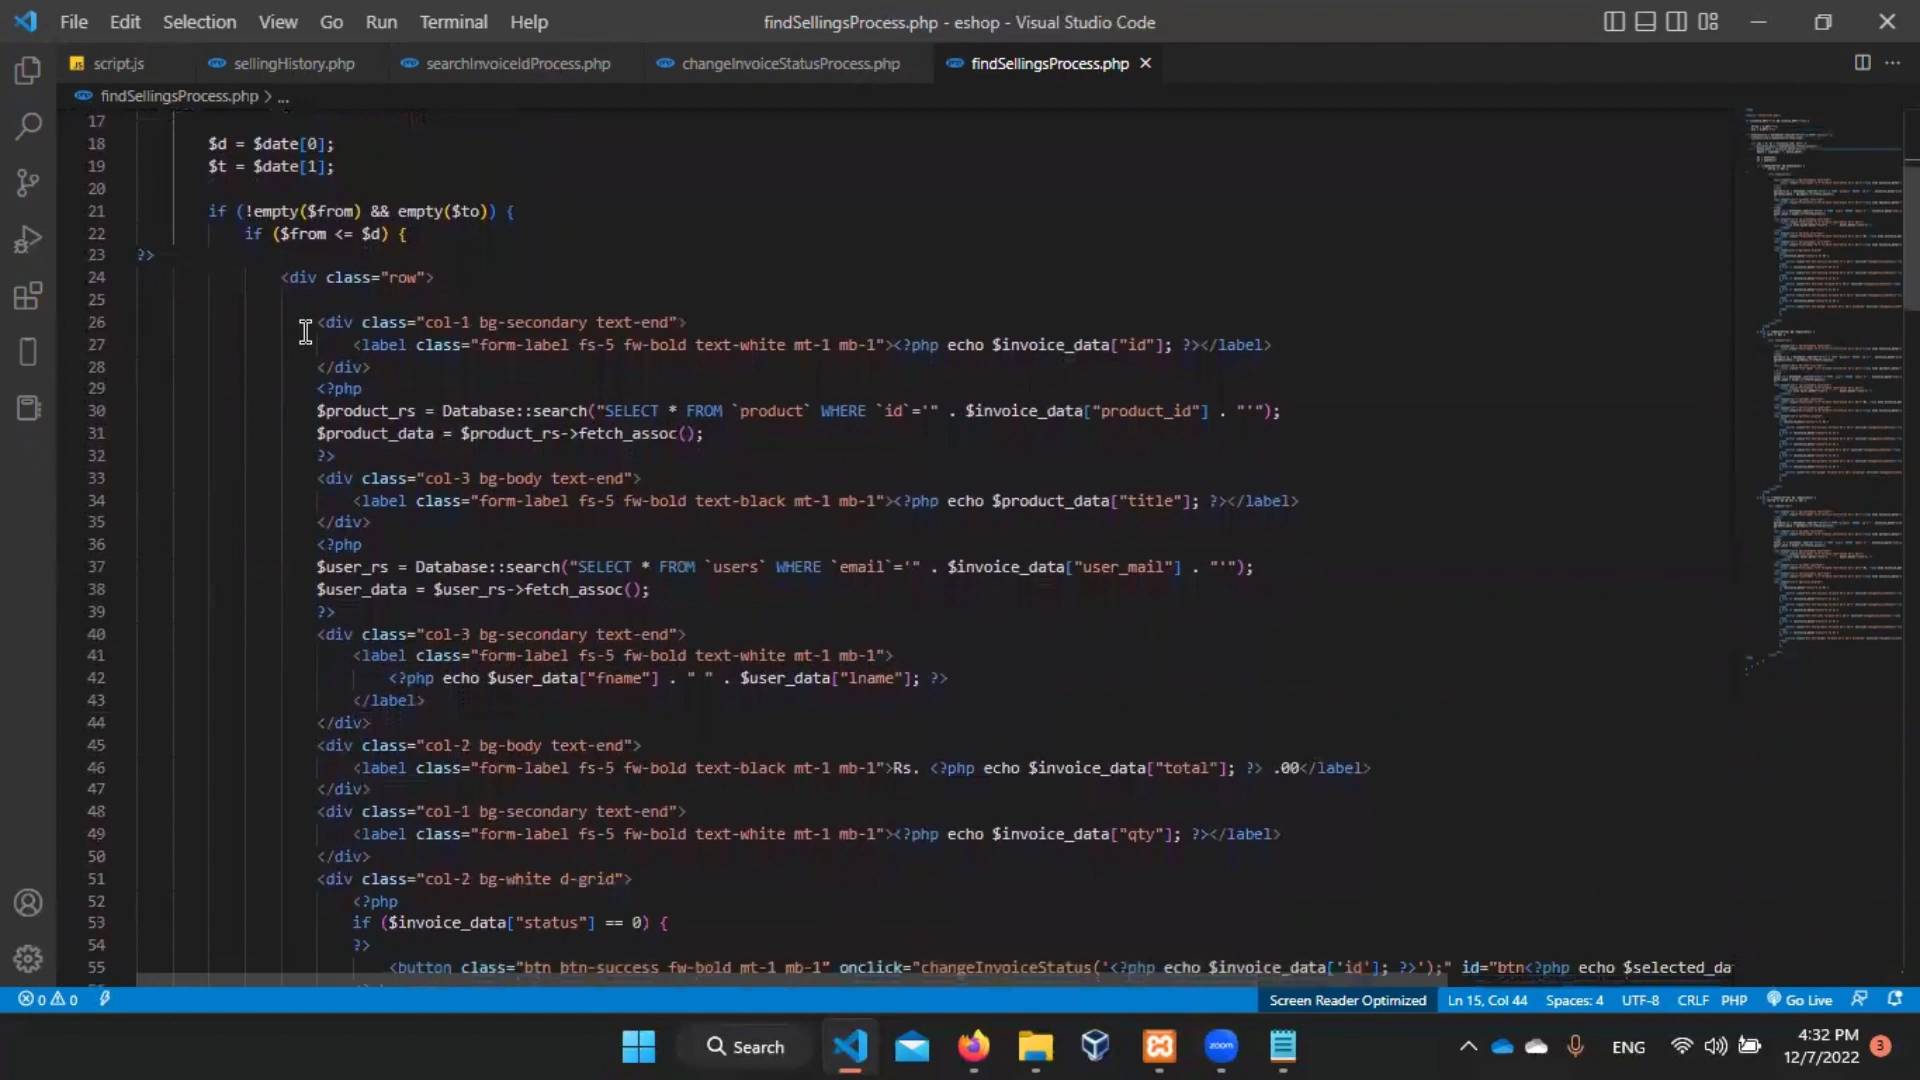 File Edit Selection View Go Run Terminal Help findSellingsProcess.php - eshop - Visual Studio Code
JS script.js sellingHistory.php searchInvoiceIdProcess.php changeInvoiceStatusProcess.php findSellingsProcess.php
findSellingsProcess.php > ...
17
18 $d = $date[0];
19 $t = $date[1];
20
21 if (!empty($from) && empty($to)) {
22 if ($from <= $d) {
23 ?>
24 <div class="row">
25
26 <div class="col-1 bg-secondary text-end">
27 <label class="form-label fs-5 fw-bold text-white mt-1 mb-1"><?php echo $invoice_data["id"]; ?></label>
28 </div>
29 <?php
30 $product_rs = Database::search("SELECT * FROM `product` WHERE `id`='" . $invoice_data["product_id"] . "'");
31 $product_data = $product_rs->fetch_assoc();
32 ?>
33 <div class="col-3 bg-body text-end">
34 <label class="form-label fs-5 fw-bold text-black mt-1 mb-1"><?php echo $product_data["title"]; ?></label>
35 </div>
36 <?php
37 $user_rs = Database::search("SELECT * FROM `users` WHERE `email`='" . $invoice_data["user_mail"] . "'");
38 $user_data = $user_rs->fetch_assoc();
39 ?>
40 <div class="col-3 bg-secondary text-end">
41 <label class="form-label fs-5 fw-bold text-white mt-1 mb-1">
42 <?php echo $user_data["fname"] . " " . $user_data["lname"]; ?>
43 </label>
44 </div>
45 <div class="col-2 bg-body text-end">
46 <label class="form-label fs-5 fw-bold text-black mt-1 mb-1">Rs. <?php echo $invoice_data["total"]; ?> .00</label>
47 </div>
48 <div class="col-1 bg-secondary text-end">
49 <label class="form-label fs-5 fw-bold text-white mt-1 mb-1"><?php echo $invoice_data["qty"]; ?></label>
50 </div>
51 <div class="col-2 bg-white d-grid">
52 <?php
53 if ($invoice_data["status"] == 0) {
54 ?>
55 <button class="btn btn-success fw-bold mt-1 mb-1" onclick="changeInvoiceStatus('<?php echo $invoice_data['id']; ?>');" id="btn<?php echo $selected_da
0 0 Screen Reader Optimized Ln 15, Col 44 Spaces: 4 UTF-8 CRLF PHP Go Live
Search zoom ENG 4:32 PM 3
12/7/2022